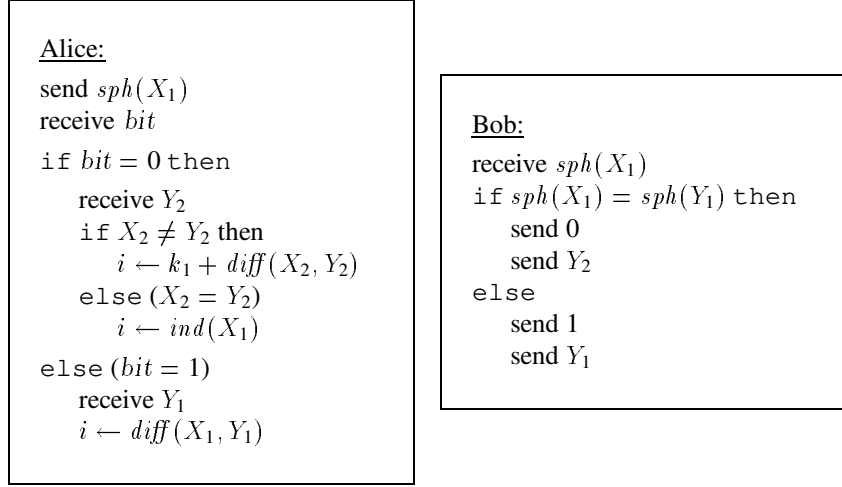 Alice:
send sph(X₁)
receive bit
if bit = 0 then
receive Y₂
if X₂ ≠ Y₂ then
i ← k₁ + diff(X₂, Y₂)
else (X₂ = Y₂)
i ← ind(X₁)
else (bit = 1)
receive Y₁
i ← diff(X₁, Y₁)
Bob:
receive sph(X₁)
if sph(X₁) = sph(Y₁) then
send 0
send Y₂
else
send 1
send Y₁